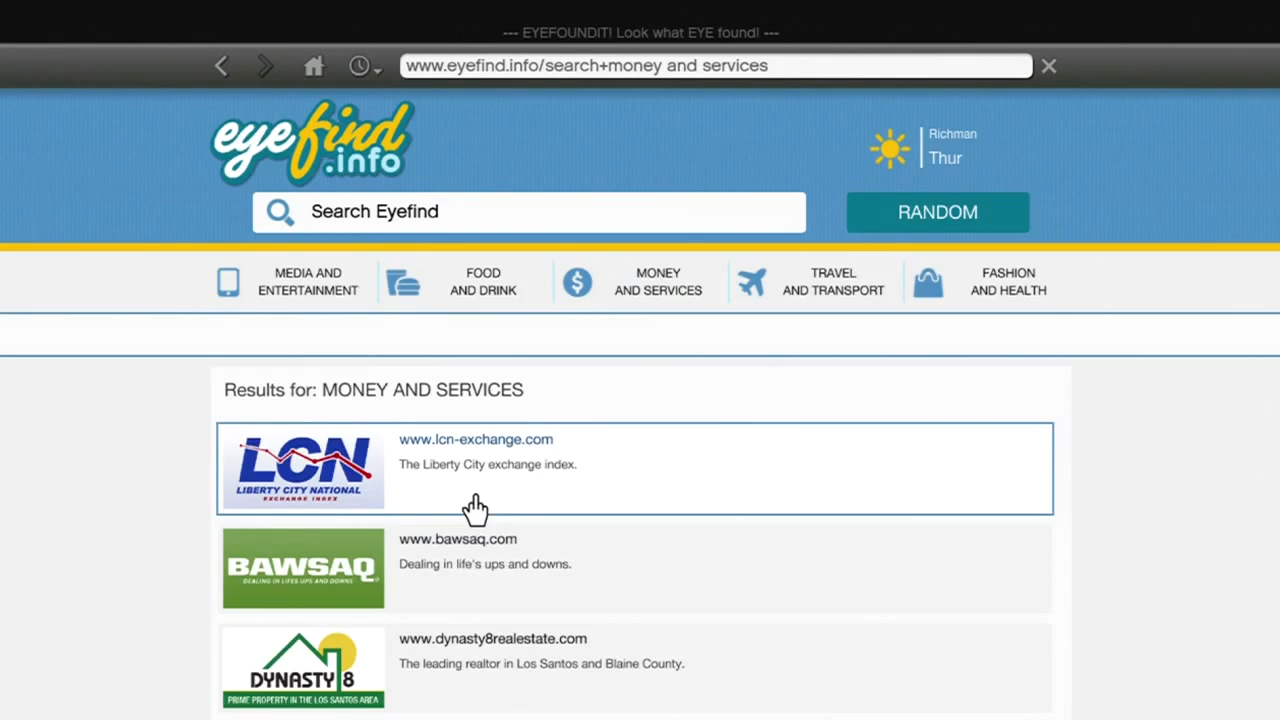 --- EYEFOUNDIT! Look what EYE found! ---
www.eyefind.info/search+money and services
eyefind
.info
Richman
Thur
Search Eyefind
RANDOM
MEDIA AND
ENTERTAINMENT
FOOD
AND DRINK
MONEY
AND SERVICES
TRAVEL
AND TRANSPORT
FASHION
AND HEALTH
Results for: MONEY AND SERVICES
LCN
LIBERTY CITY NATIONAL
EXCHANGE INDEX
www.lcn-exchange.com
The Liberty City exchange index.
BAWSAQ
DEALING IN LIFES UPS AND DOWNS
www.bawsaq.com
Dealing in life's ups and downs.
DYNASTY 8
PRIME PROPERTY IN THE LOS SANTOS AREA
www.dynasty8realestate.com
The leading realtor in Los Santos and Blaine County.